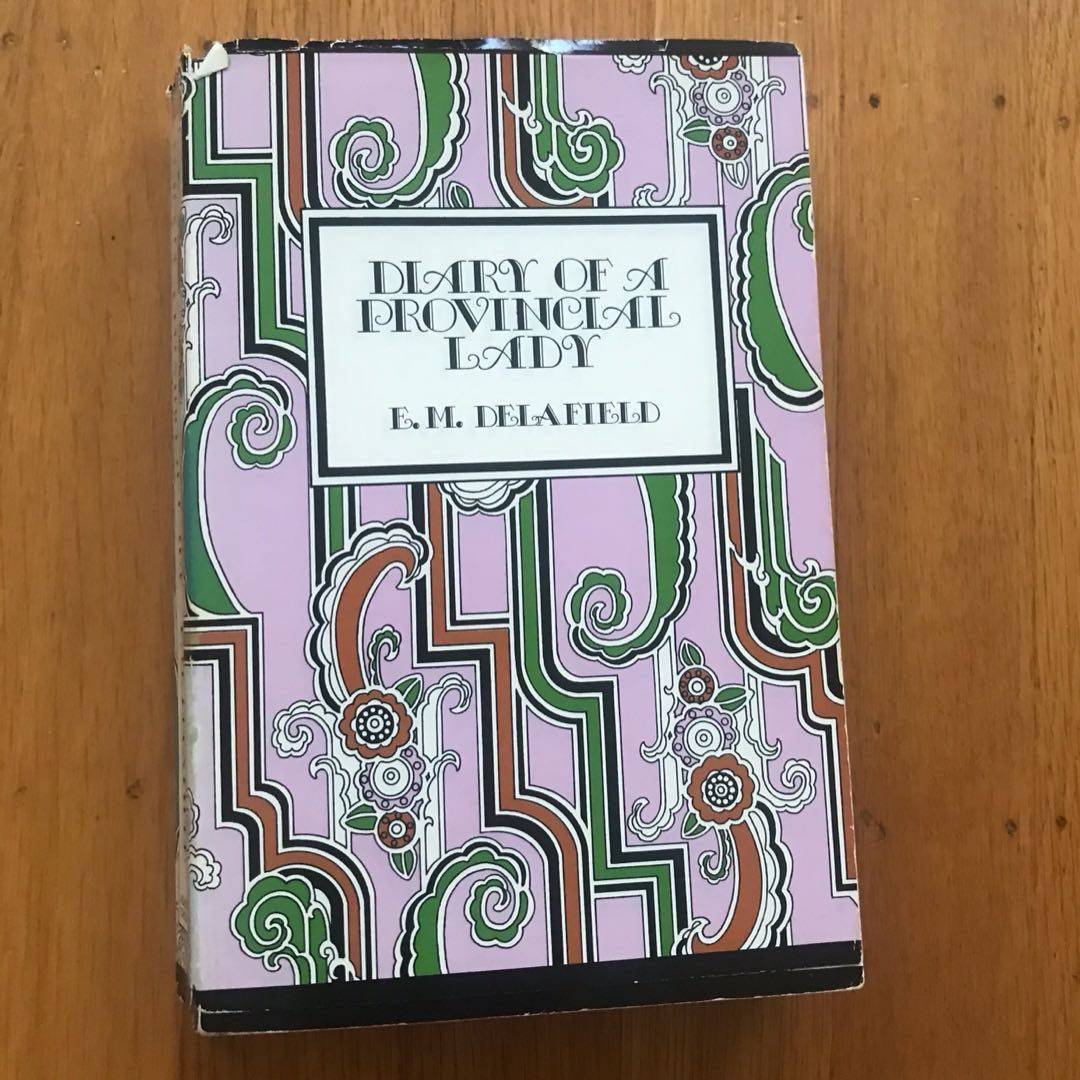 DIARY OF A
PROVINCIAL
LADY
E. M. DELAFIELD